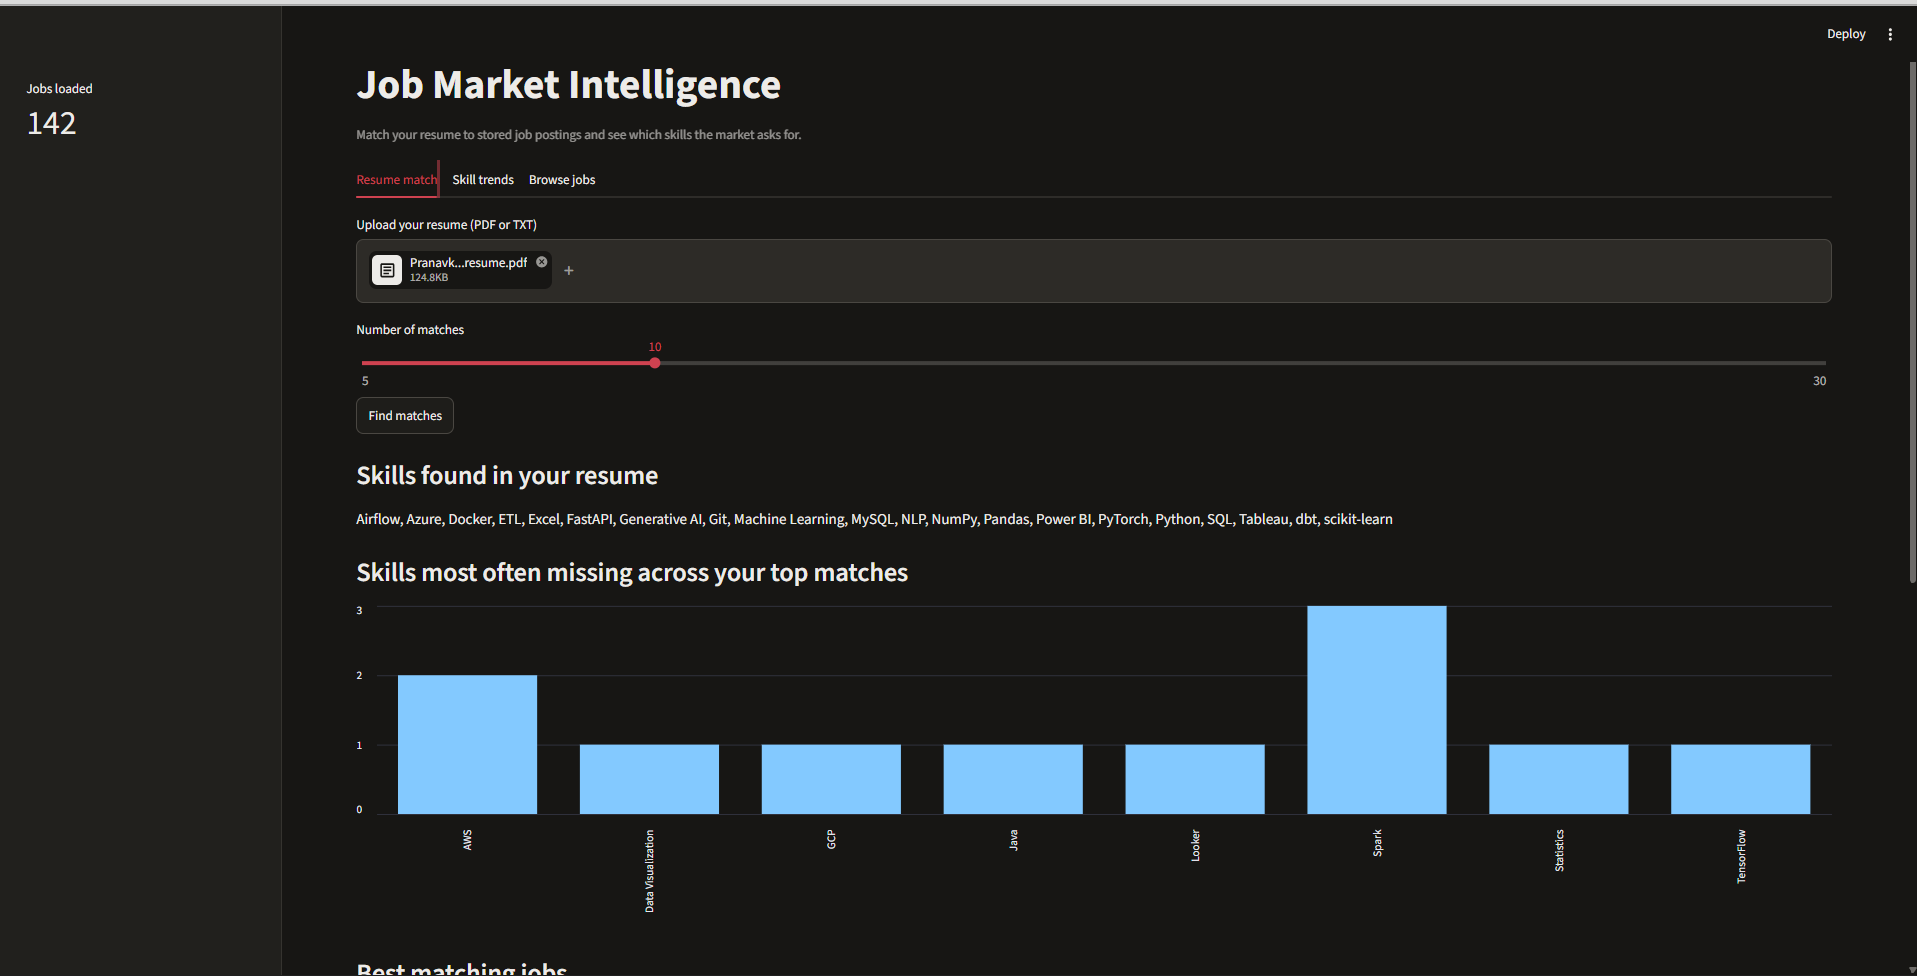 Deploy
Jobs loaded
142
Job Market Intelligence
Match your resume to stored job postings and see which skills the market asks for.
Resume match Skill trends Browse jobs
Upload your resume (PDF or TXT)
Pranavk...resume.pdf
124.8KB
Number of matches
10
5 30
Find matches
Skills found in your resume
Airflow, Azure, Docker, ETL, Excel, FastAPI, Generative AI, Git, Machine Learning, MySQL, NLP, NumPy, Pandas, Power BI, PyTorch, Python, SQL, Tableau, dbt, scikit-learn
Skills most often missing across your top matches
3
2
1
0
AWS
Data Visualization
GCP
Java
Looker
Spark
Statistics
TensorFlow
Best matching jobs